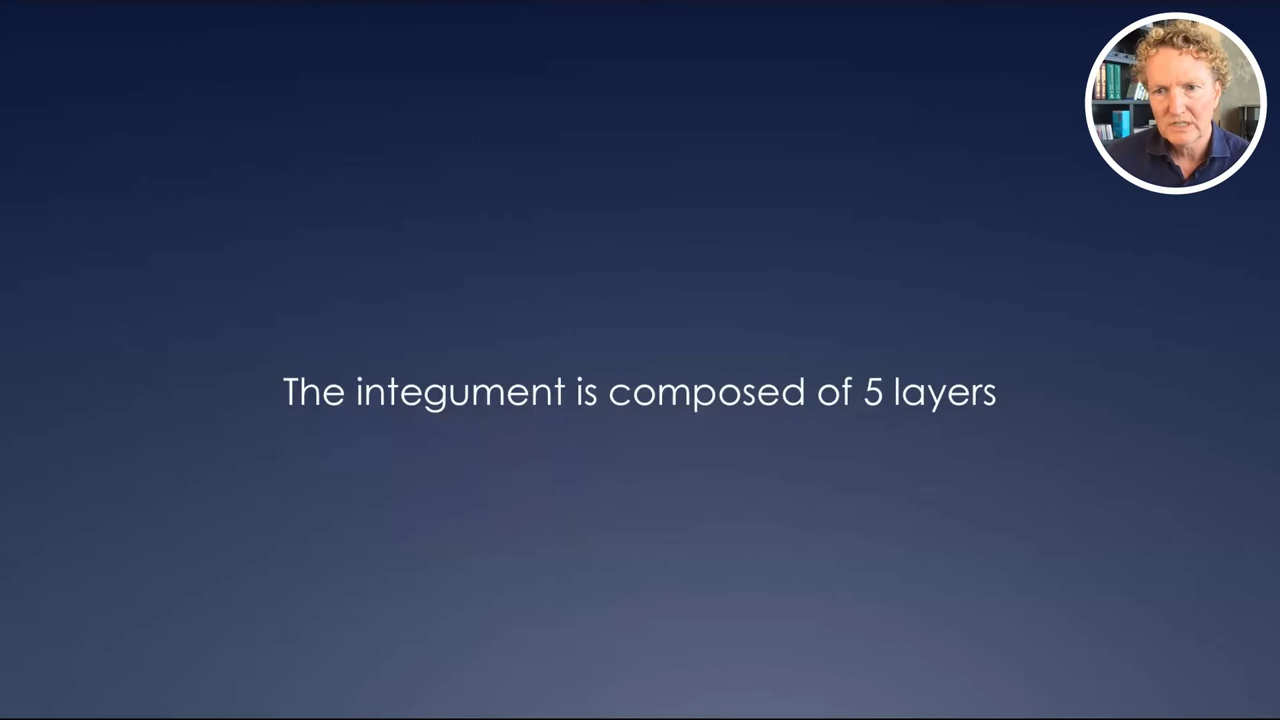 The integument is composed of 5 layers